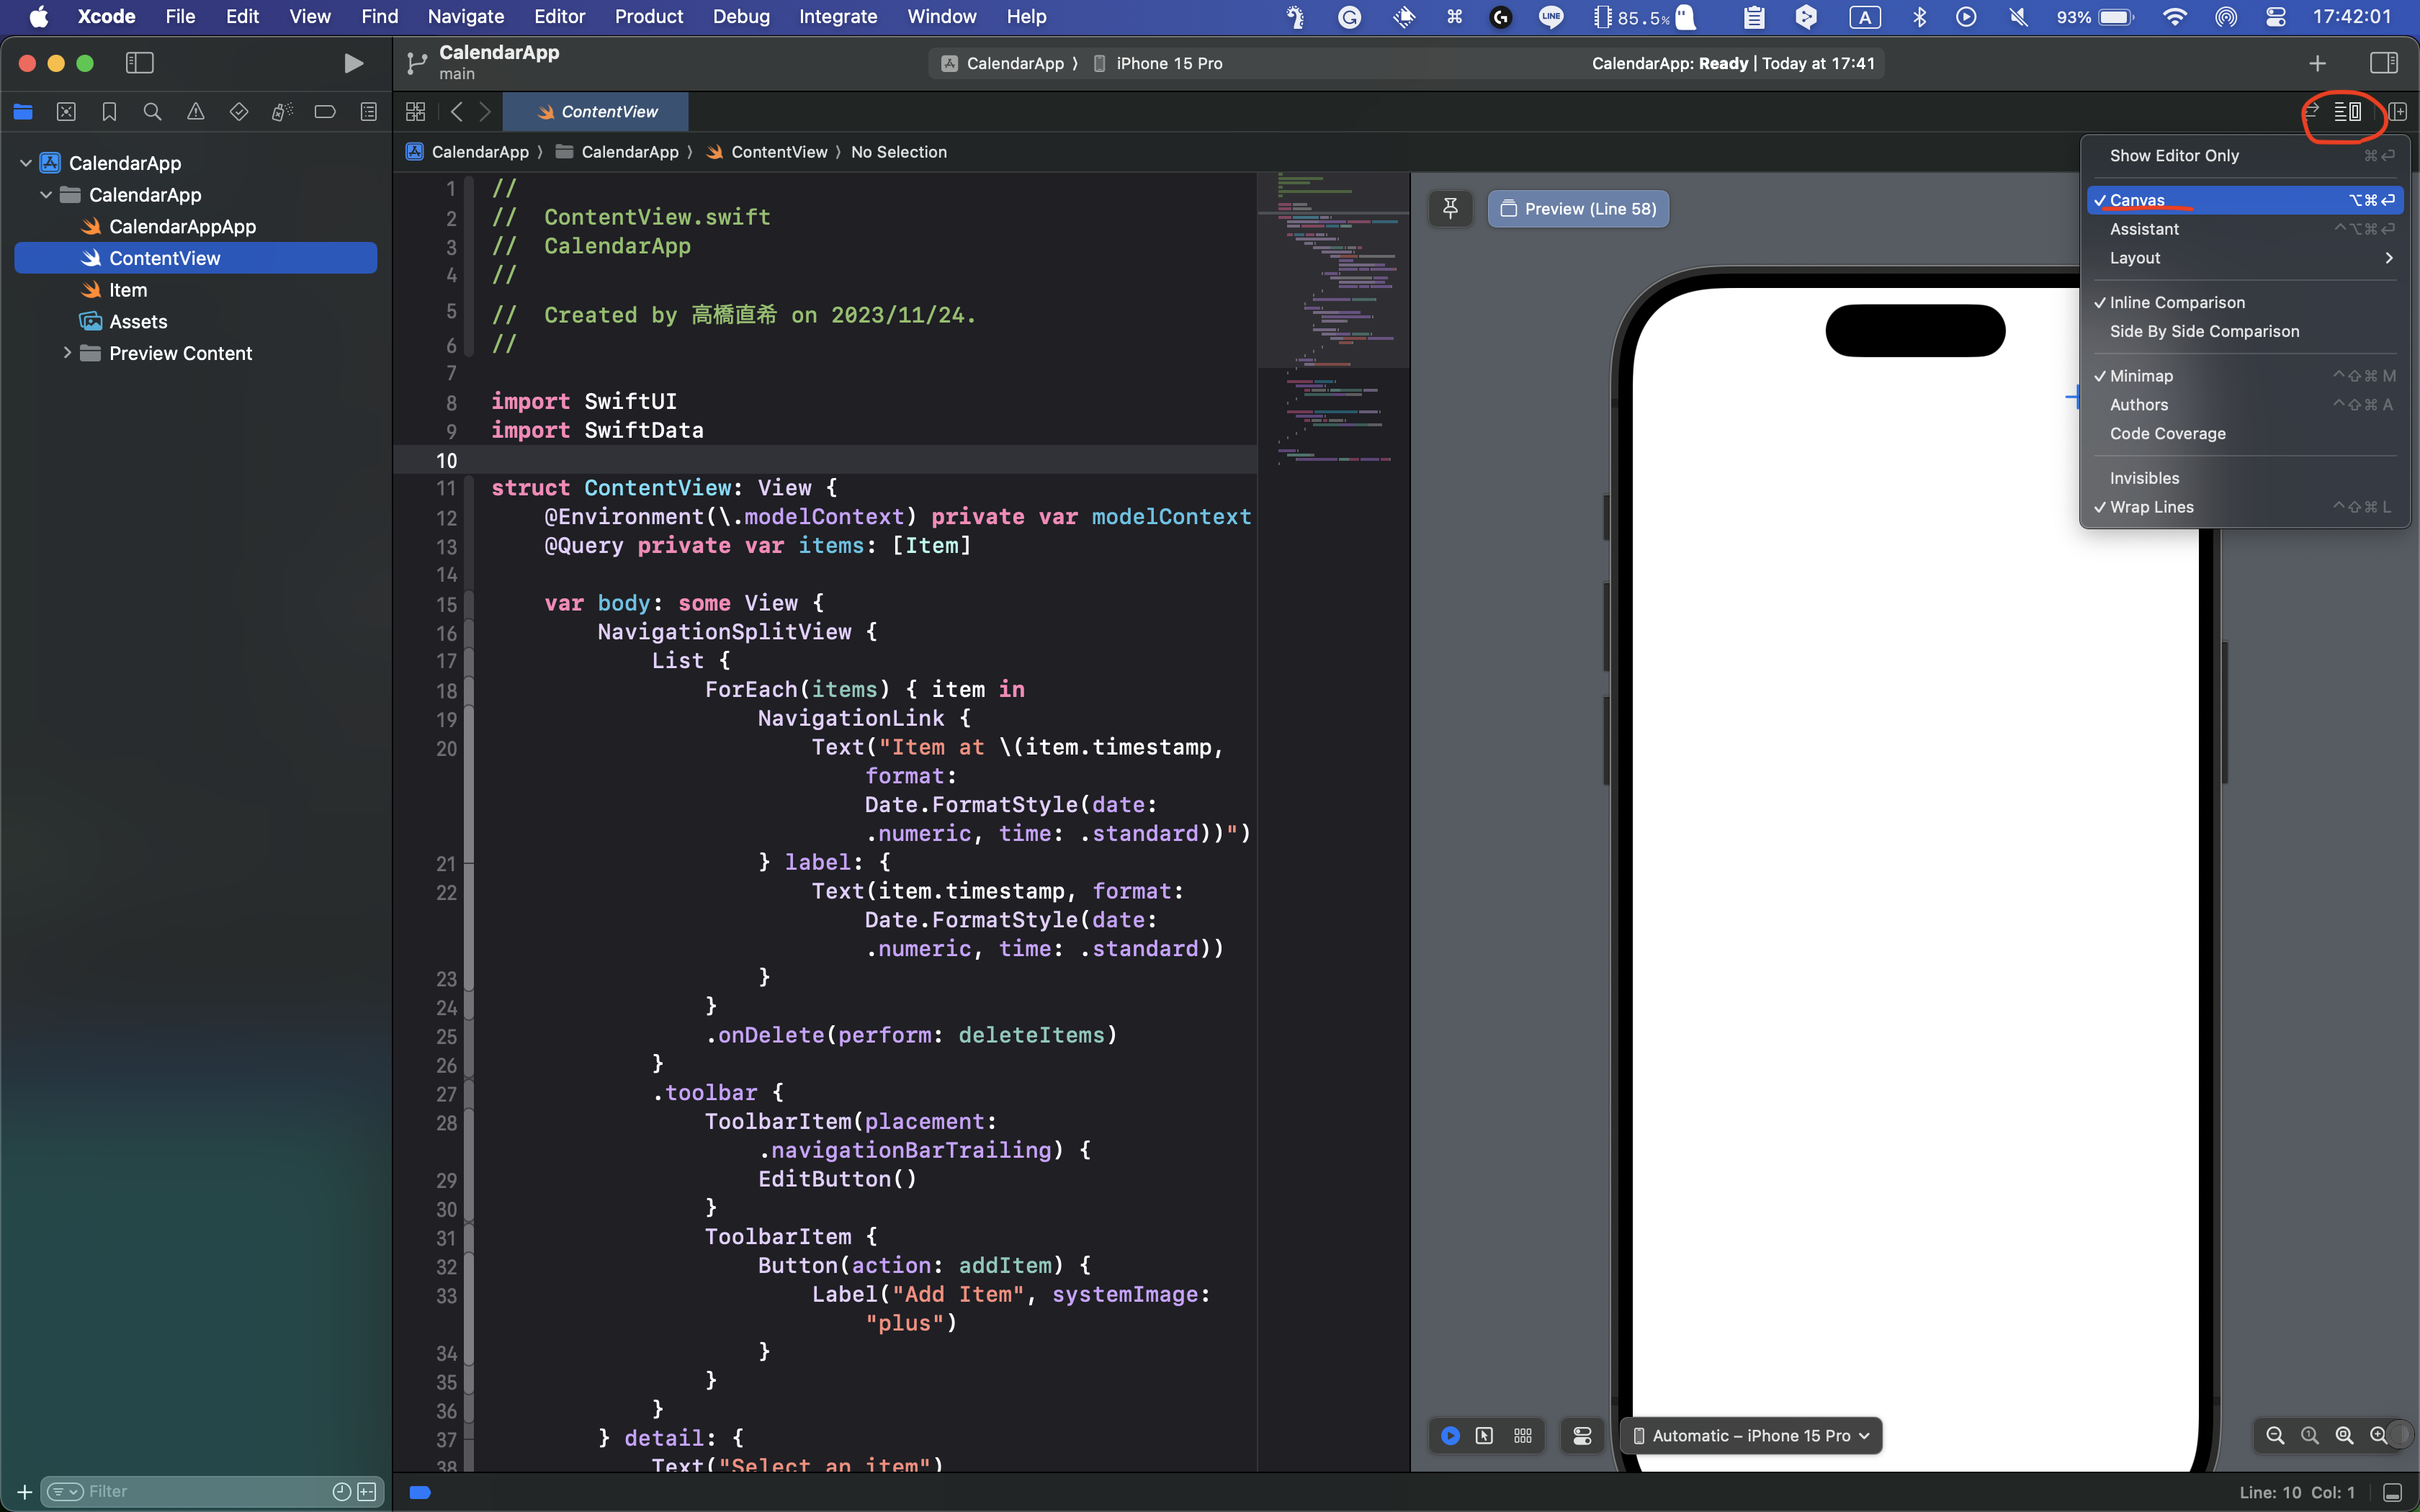 Xcode File Edit View Find Navigate Editor Product Debug Integrate Window Help LINE 85.5% A 93% 17:42:01
CalendarApp
main
CalendarApp ⟩ iPhone 15 Pro
CalendarApp: Ready | Today at 17:41
ContentView
CalendarApp ⟩ CalendarApp ⟩ ContentView ⟩ No Selection
CalendarApp
CalendarApp
CalendarAppApp
ContentView
Item
Assets
Preview Content
1 //
2 //  ContentView.swift
3 //  CalendarApp
4 //
5 //  Created by 高橋直希 on 2023/11/24.
6 //
7
8 import SwiftUI
9 import SwiftData
10
11 struct ContentView: View {
12     @Environment(\.modelContext) private var modelContext
13     @Query private var items: [Item]
14
15     var body: some View {
16         NavigationSplitView {
17             List {
18                 ForEach(items) { item in
19                     NavigationLink {
20                         Text("Item at \(item.timestamp,
format:
Date.FormatStyle(date:
.numeric, time: .standard))")
21                     } label: {
22                         Text(item.timestamp, format:
Date.FormatStyle(date:
.numeric, time: .standard))
23                     }
24                 }
25                 .onDelete(perform: deleteItems)
26             }
27             .toolbar {
28                 ToolbarItem(placement:
.navigationBarTrailing) {
29                     EditButton()
30                 }
31                 ToolbarItem {
32                     Button(action: addItem) {
33                         Label("Add Item", systemImage:
"plus")
34                     }
35                 }
36             }
37         } detail: {
38             Text("Select an item")
Preview (Line 58)
Show Editor Only ⌘↩
✓ Canvas ⌥⌘↩
Assistant ^⌥⌘↩
Layout
✓ Inline Comparison
Side By Side Comparison
✓ Minimap ^⇧⌘M
Authors ^⇧⌘A
Code Coverage
Invisibles
✓ Wrap Lines ^⇧⌘L
Automatic – iPhone 15 Pro
Filter
Line: 10 Col: 1